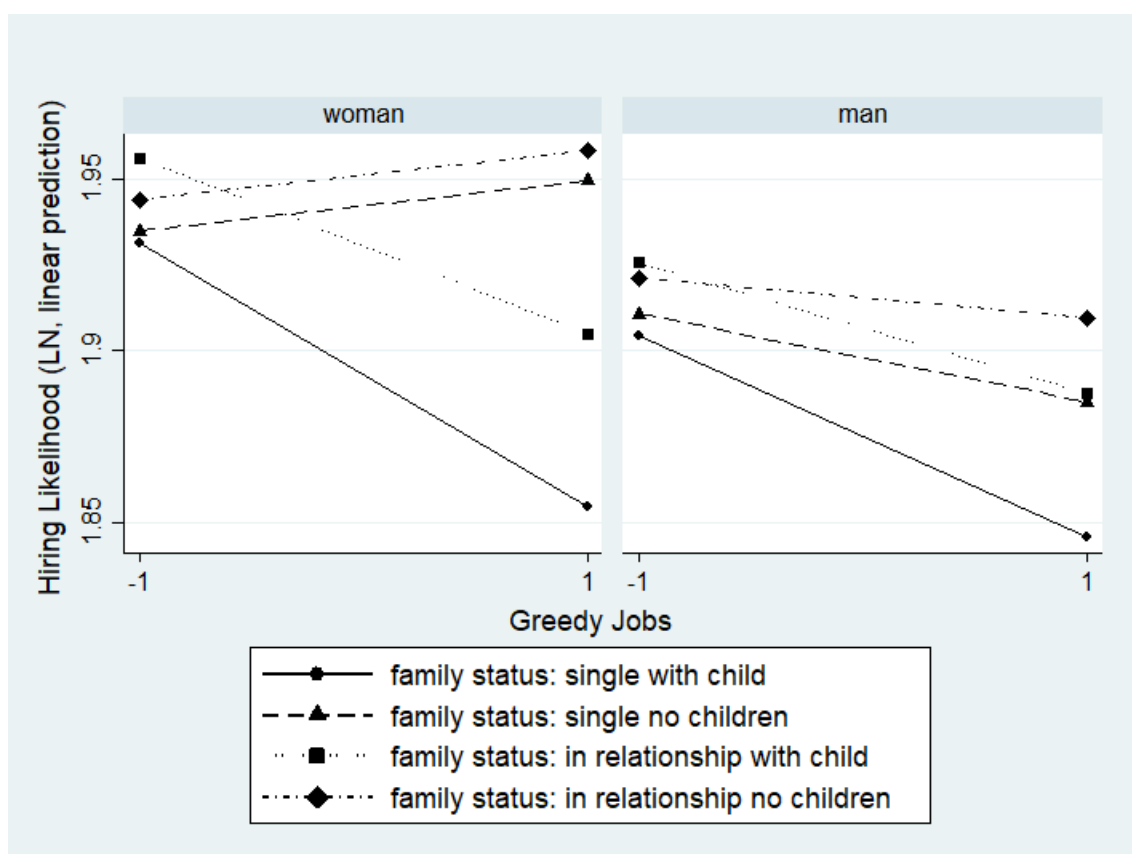 woman
man
Hiring Likelihood (LN, linear prediction)
1.95
1.9
1.85
-1
1
-1
1
Greedy Jobs
family status: single with child
family status: single no children
family status: in relationship with child
family status: in relationship no children